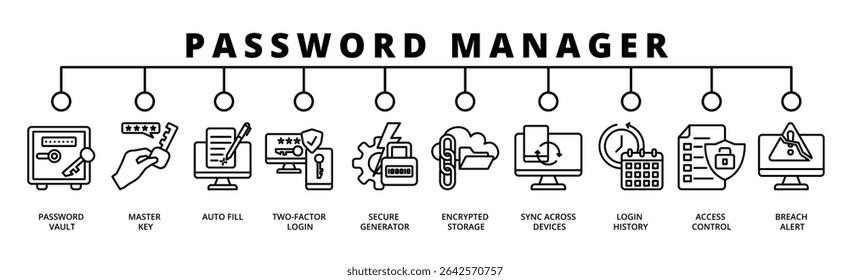 PASSWORD MANAGER
PASSWORD
VAULT
MASTER
KEY
AUTO FILL
TWO-FACTOR
LOGIN
SECURE
GENERATOR
ENCRYPTED
STORAGE
SYNC ACROSS
DEVICES
LOGIN
HISTORY
ACCESS
CONTROL
BREACH
ALERT
shutterstock.com · 2642570757